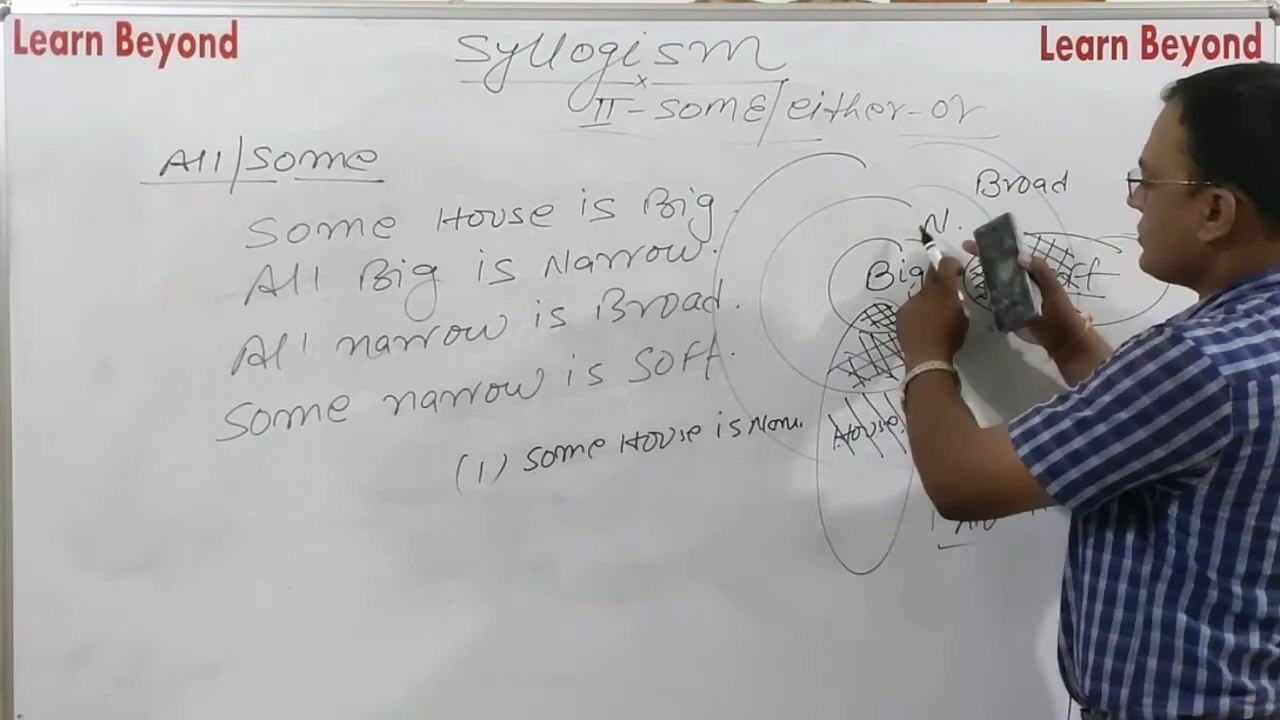 Learn Beyond
Learn Beyond
Syllogism
II - some/either-or
All/some
Some House is Big.
All Big is Narrow.
All narrow is Broad.
Some narrow is Soft.
(1) Some House is Narr.
Broad
N.
Big
House